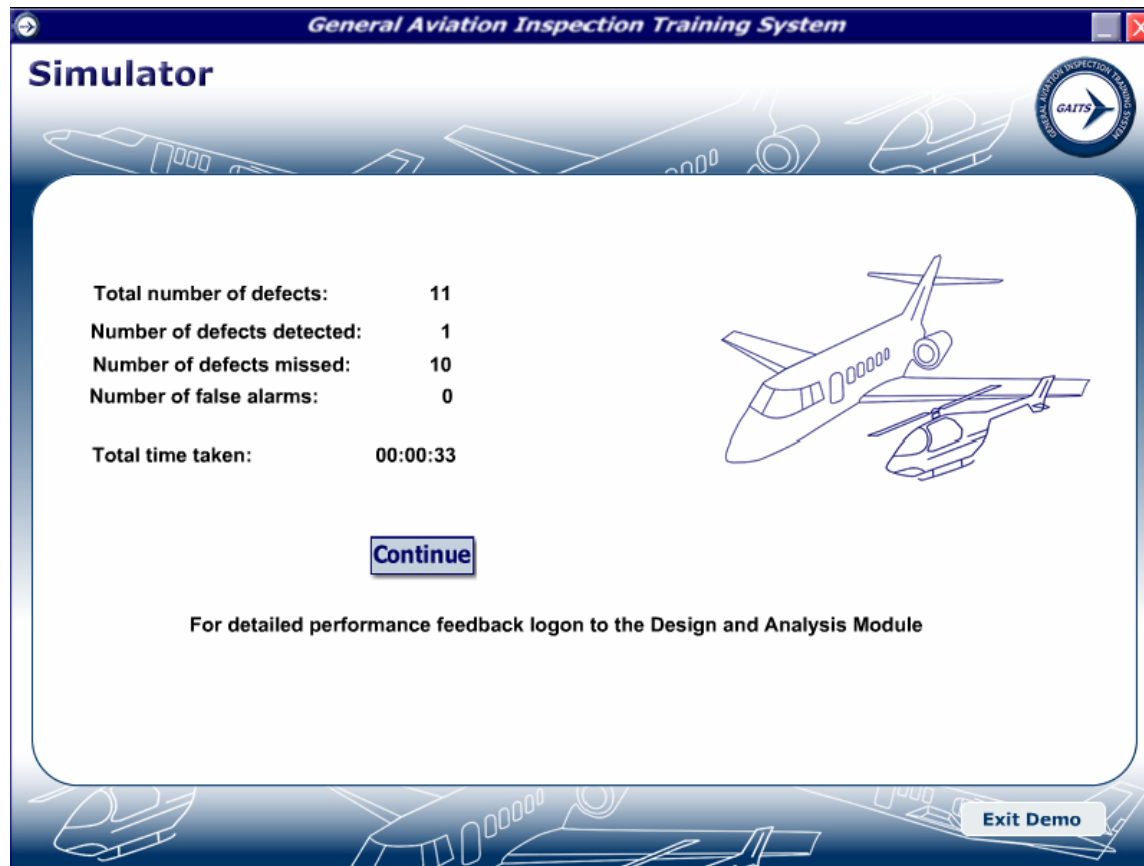 General Aviation Inspection Training System
Simulator
GENERAL AVIATION INSPECTION TRAINING SYSTEM
GAITS
Total number of defects: 11
Number of defects detected: 1
Number of defects missed: 10
Number of false alarms: 0
Total time taken: 00:00:33
Continue
For detailed performance feedback logon to the Design and Analysis Module
Exit Demo